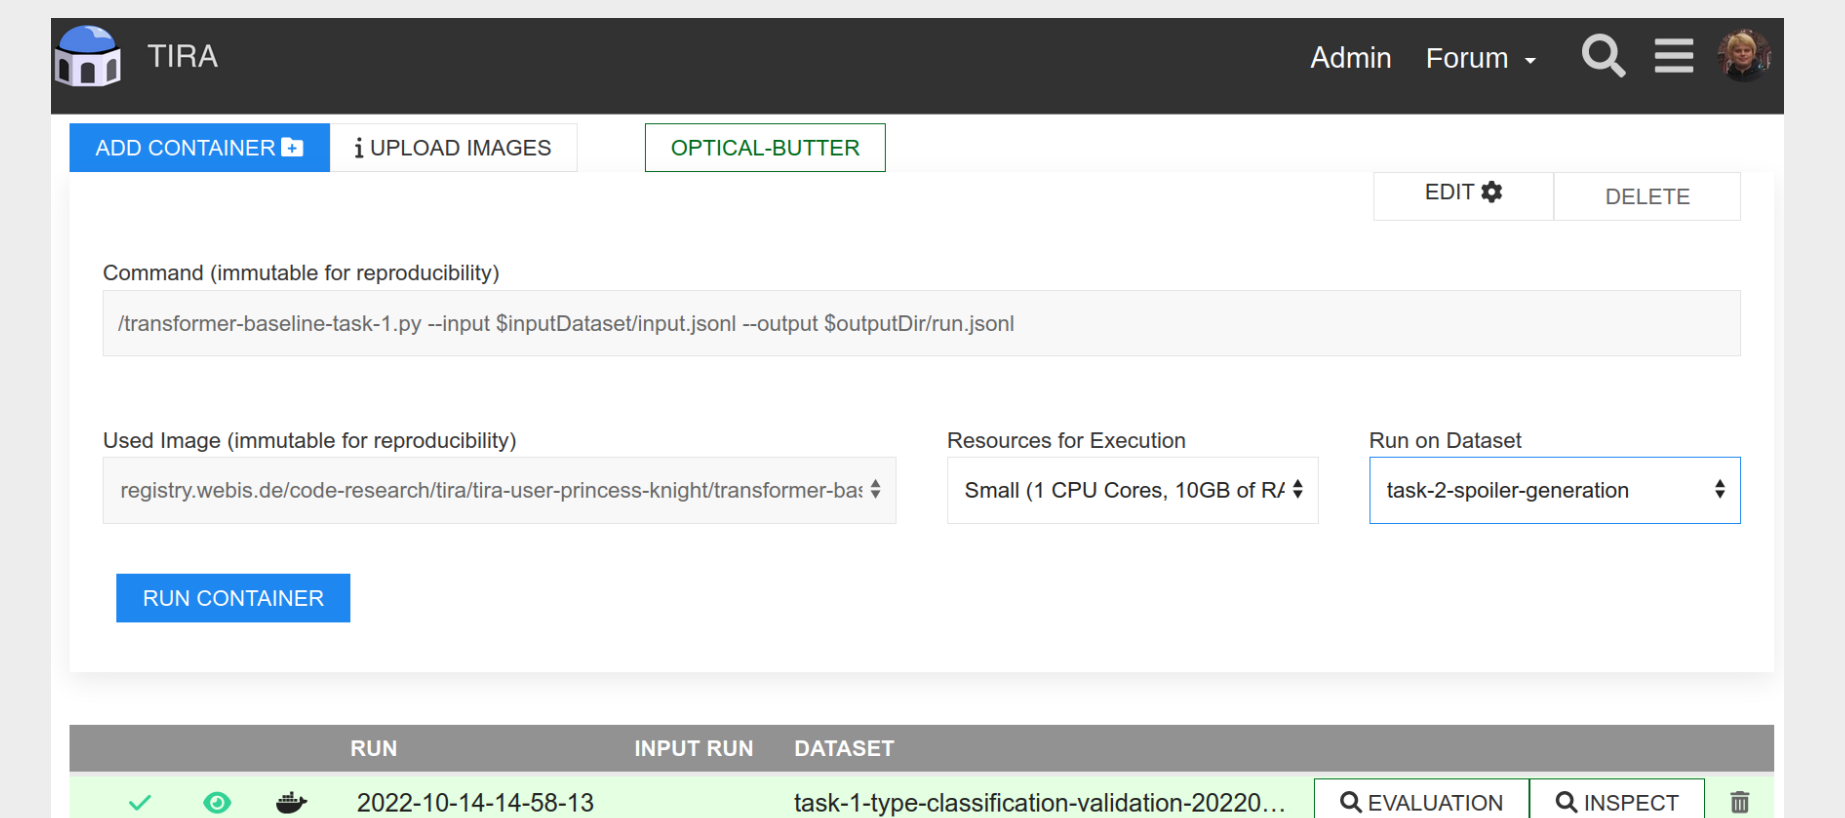 TIRA
Admin Forum
ADD CONTAINER UPLOAD IMAGES OPTICAL-BUTTER
EDIT DELETE
Command (immutable for reproducibility)
/transformer-baseline-task-1.py --input $inputDataset/input.jsonl --output $outputDir/run.jsonl
Used Image (immutable for reproducibility) Resources for Execution Run on Dataset
registry.webis.de/code-research/tira/tira-user-princess-knight/transformer-bas Small (1 CPU Cores, 10GB of RA task-2-spoiler-generation
RUN CONTAINER
RUN INPUT RUN DATASET
2022-10-14-14-58-13 task-1-type-classification-validation-20220... EVALUATION INSPECT